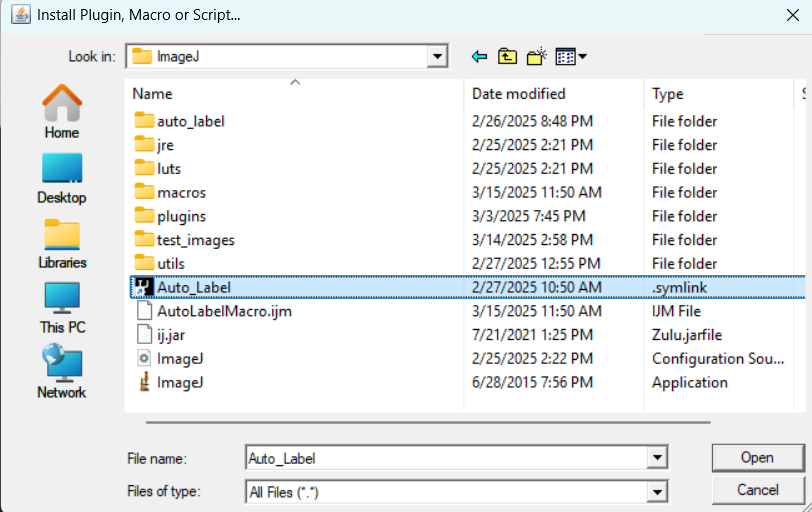 Install Plugin, Macro or Script...
Look in: ImageJ
Name Date modified Type S
auto_label 2/26/2025 8:48 PM File folder
jre 2/25/2025 2:21 PM File folder
luts 2/25/2025 2:21 PM File folder
macros 3/15/2025 11:50 AM File folder
plugins 3/3/2025 7:45 PM File folder
test_images 3/14/2025 2:58 PM File folder
utils 2/27/2025 12:55 PM File folder
Auto_Label 2/27/2025 10:50 AM .symlink
AutoLabelMacro.ijm 3/15/2025 11:50 AM IJM File
ij.jar 7/21/2021 1:25 PM Zulu.jarfile
ImageJ 2/25/2025 2:22 PM Configuration Sou...
ImageJ 6/28/2015 7:56 PM Application
Home
Desktop
Libraries
This PC
Network
File name: Auto_Label Open
Files of type: All Files (*.*) Cancel